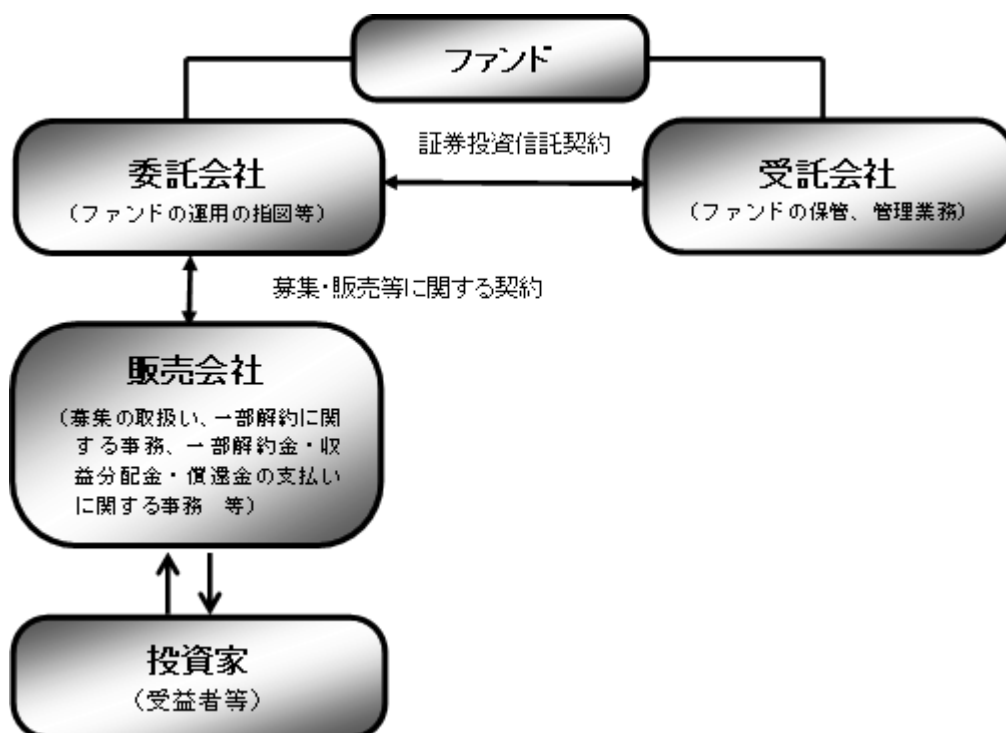 ファンド
証券投資信託契約
委託会社
（ファンドの運用の指図等）
受託会社
（ファンドの保管、管理業務）
募集・販売等に関する契約
販売会社
（募集の取扱い、一部解約に関
する事務、一部解約金・収
益分配金・償還金の支払い
に関する事務　等）
投資家
（受益者等）